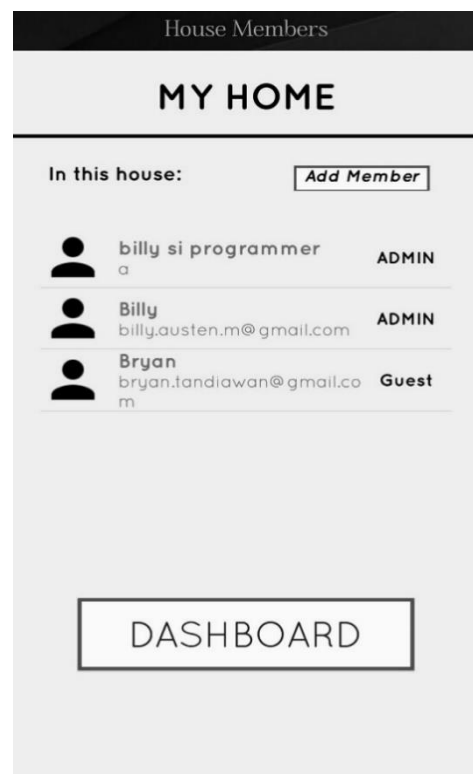 House Members
MY HOME
In this house:
Add Member
billy si programmer
a
ADMIN
Billy
billy.austen.m@gmail.com
ADMIN
Bryan
bryan.tandiawan@gmail.co
m
Guest
DASHBOARD